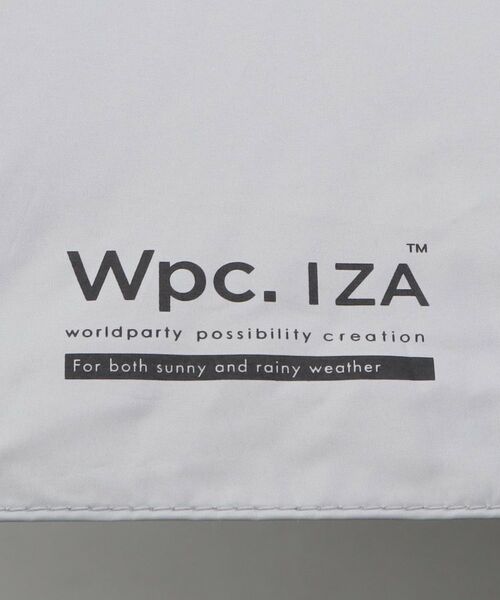 Wpc. IZA™
worldparty possibility creation
For both sunny and rainy weather